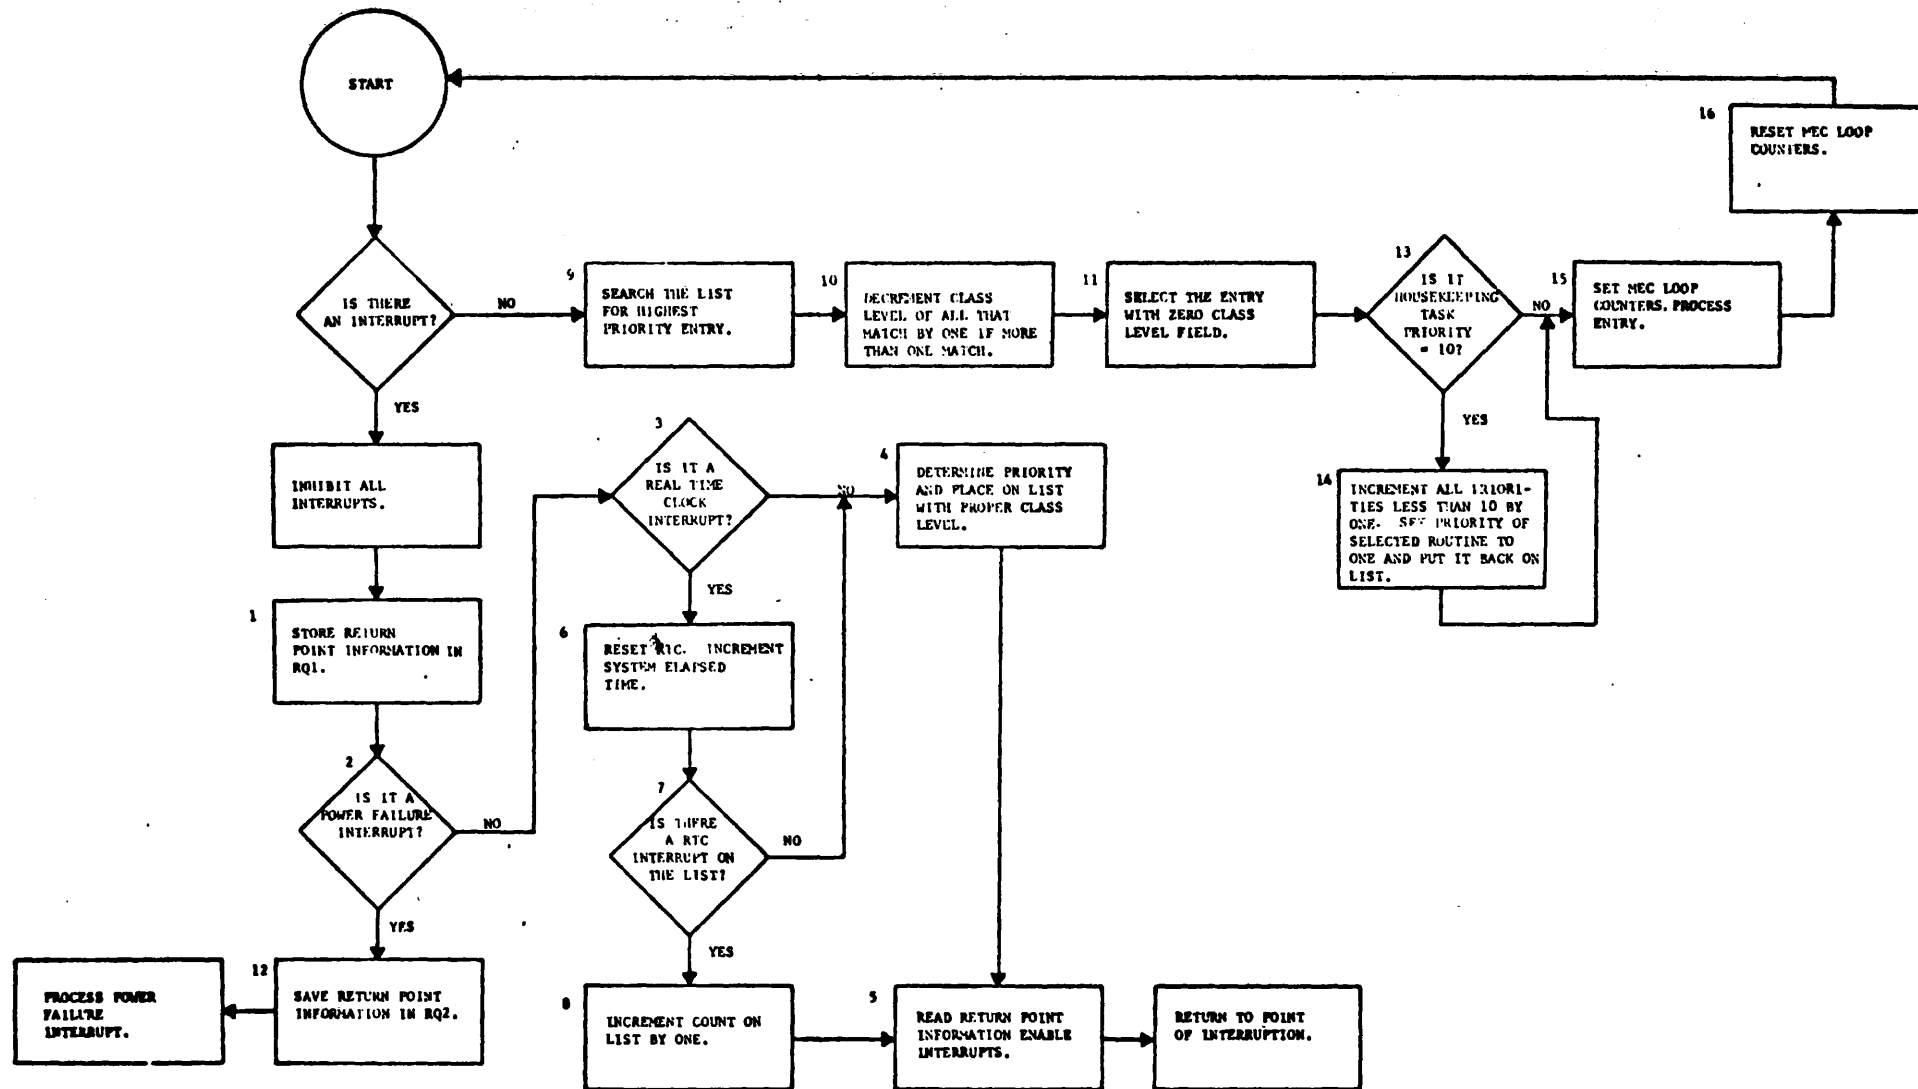 START
16
RESET MEC LOOP
COUNTERS.
IS THERE
AN INTERRUPT?
NO
YES
9
SEARCH THE LIST
FOR HIGHEST
PRIORITY ENTRY.
10
DECREMENT CLASS
LEVEL OF ALL THAT
MATCH BY ONE IF MORE
THAN ONE MATCH.
11
SELECT THE ENTRY
WITH ZERO CLASS
LEVEL FIELD.
13
IS IT
HOUSEKEEPING
TASK
PRIORITY
= 10?
NO
YES
15
SET MEC LOOP
COUNTERS. PROCESS
ENTRY.
14
INCREMENT ALL PRIORI-
TIES LESS THAN 10 BY
ONE. SET PRIORITY OF
SELECTED ROUTINE TO
ONE AND PUT IT BACK ON
LIST.
INHIBIT ALL
INTERRUPTS.
1
STORE RETURN
POINT INFORMATION IN
RQ1.
2
IS IT A
POWER FAILURE
INTERRUPT?
NO
YES
3
IS IT A
REAL TIME
CLOCK
INTERRUPT?
NO
YES
4
DETERMINE PRIORITY
AND PLACE ON LIST
WITH PROPER CLASS
LEVEL.
6
RESET RTC. INCREMENT
SYSTEM ELAPSED
TIME.
7
IS THERE
A RTC
INTERRUPT ON
THE LIST?
NO
YES
12
SAVE RETURN POINT
INFORMATION IN RQ2.
PROCESS POWER
FAILURE
INTERRUPT.
8
INCREMENT COUNT ON
LIST BY ONE.
5
READ RETURN POINT
INFORMATION ENABLE
INTERRUPTS.
RETURN TO POINT
OF INTERRUPTION.